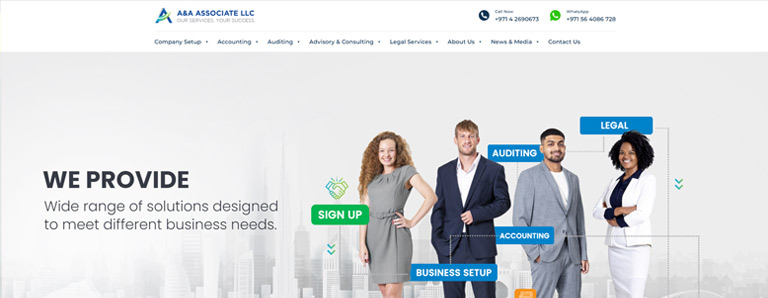 A&A ASSOCIATE LLC
OUR SERVICES. YOUR SUCCESS.
Call Now
+971 4 2690673
WhatsApp
+971 56 4086 728
Company Setup
Accounting
Auditing
Advisory & Consulting
Legal Services
About Us
News & Media
Contact Us
WE PROVIDE
Wide range of solutions designed
to meet different business needs.
LEGAL
AUDITING
SIGN UP
ACCOUNTING
BUSINESS SETUP